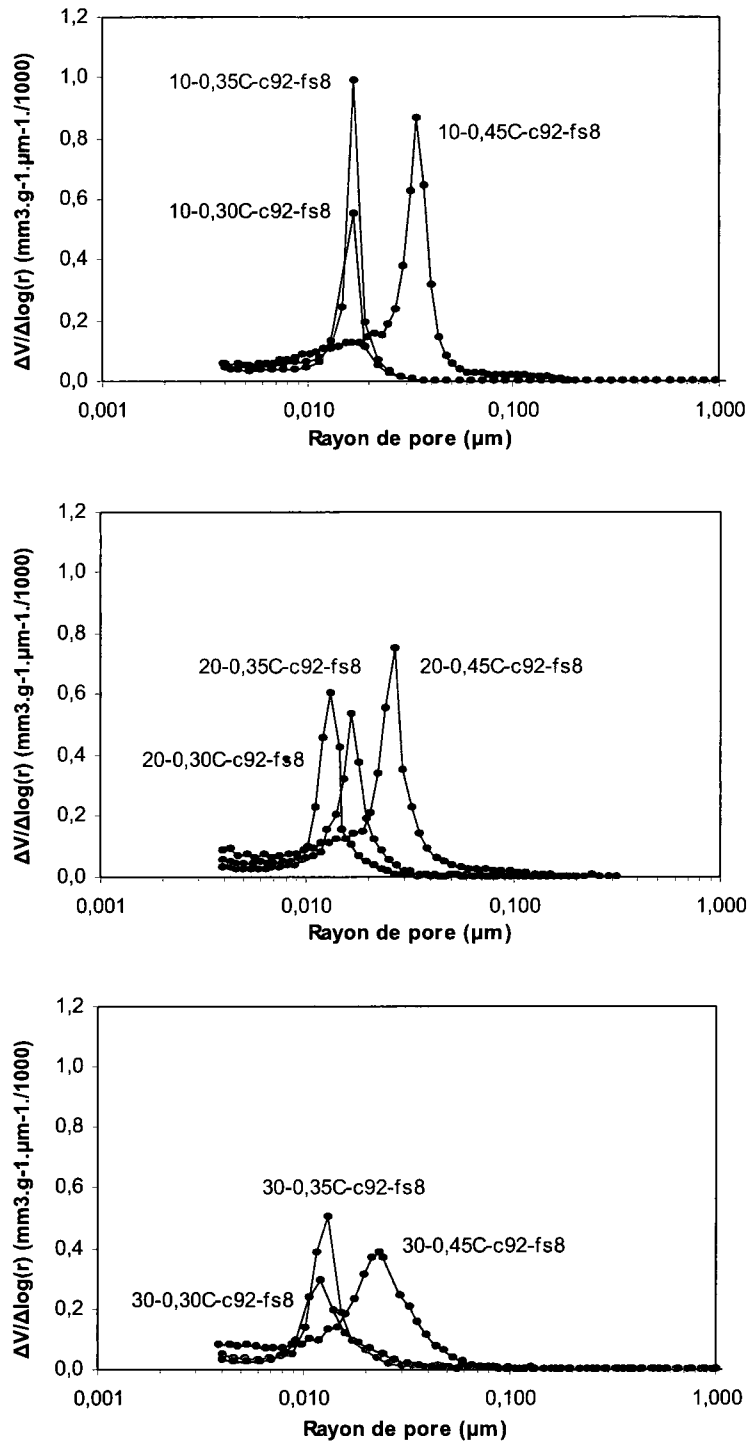 ΔV/Δlog(r) (mm3.g-1.µm-1./1000)
1,2
1,0
0,8
0,6
0,4
0,2
0,0
10-0,35C-c92-fs8
10-0,45C-c92-fs8
10-0,30C-c92-fs8
0,001
0,010
0,100
1,000
Rayon de pore (µm)
ΔV/Δlog(r) (mm3.g-1.µm-1./1000)
1,2
1,0
0,8
0,6
0,4
0,2
0,0
20-0,35C-c92-fs8
20-0,45C-c92-fs8
20-0,30C-c92-fs8
0,001
0,010
0,100
1,000
Rayon de pore (µm)
ΔV/Δlog(r) (mm3.g-1.µm-1./1000)
1,2
1,0
0,8
0,6
0,4
0,2
0,0
30-0,35C-c92-fs8
30-0,45C-c92-fs8
30-0,30C-c92-fs8
0,001
0,010
0,100
1,000
Rayon de pore (µm)